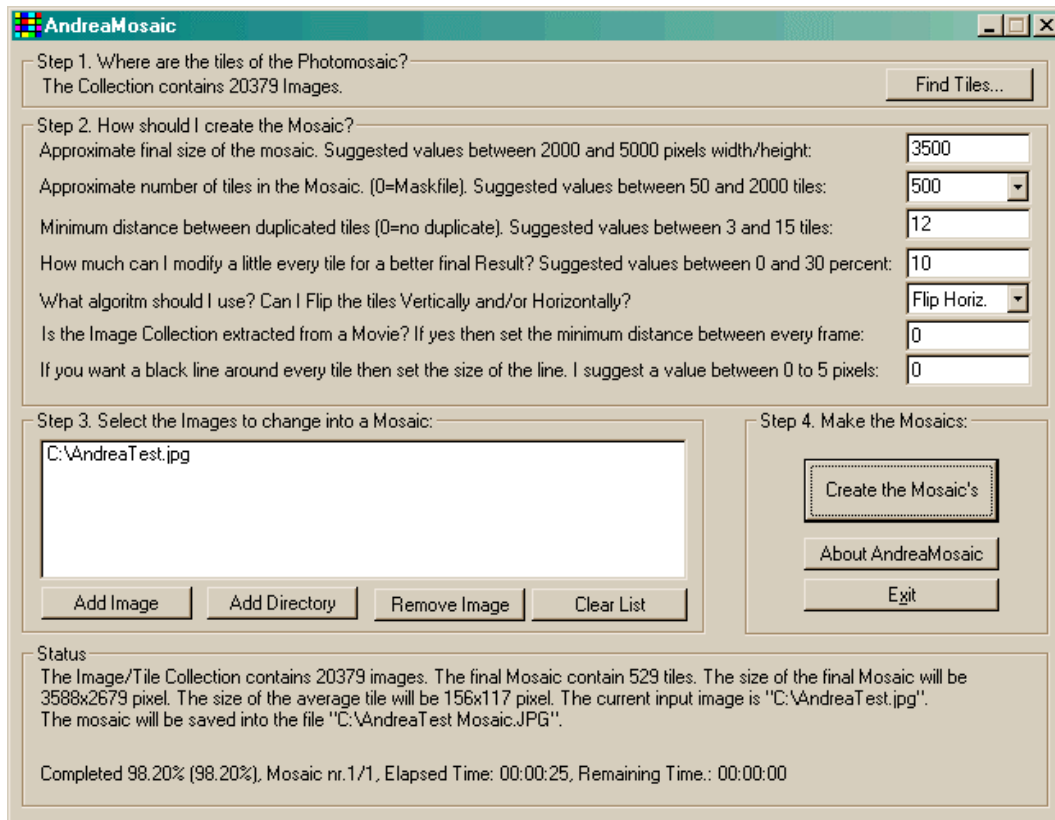 AndreaMosaic
Step 1. Where are the tiles of the Photomosaic?
The Collection contains 20379 Images.
Find Tiles...
Step 2. How should I create the Mosaic?
Approximate final size of the mosaic. Suggested values between 2000 and 5000 pixels width/height:
3500
Approximate number of tiles in the Mosaic. (0=Maskfile). Suggested values between 50 and 2000 tiles:
500
Minimum distance between duplicated tiles (0=no duplicate). Suggested values between 3 and 15 tiles:
12
How much can I modify a little every tile for a better final Result? Suggested values between 0 and 30 percent:
10
What algoritm should I use? Can I Flip the tiles Vertically and/or Horizontally?
Flip Horiz.
Is the Image Collection extracted from a Movie? If yes then set the minimum distance between every frame:
0
If you want a black line around every tile then set the size of the line. I suggest a value between 0 to 5 pixels:
0
Step 3. Select the Images to change into a Mosaic:
C:\AndreaTest.jpg
Add Image
Add Directory
Remove Image
Clear List
Step 4. Make the Mosaics:
Create the Mosaic's
About AndreaMosaic
Exit
Status
The Image/Tile Collection contains 20379 images. The final Mosaic contain 529 tiles. The size of the final Mosaic will be
3588x2679 pixel. The size of the average tile will be 156x117 pixel. The current input image is "C:\AndreaTest.jpg".
The mosaic will be saved into the file "C:\AndreaTest Mosaic.JPG".
Completed 98.20% (98.20%), Mosaic nr.1/1, Elapsed Time: 00:00:25, Remaining Time.: 00:00:00